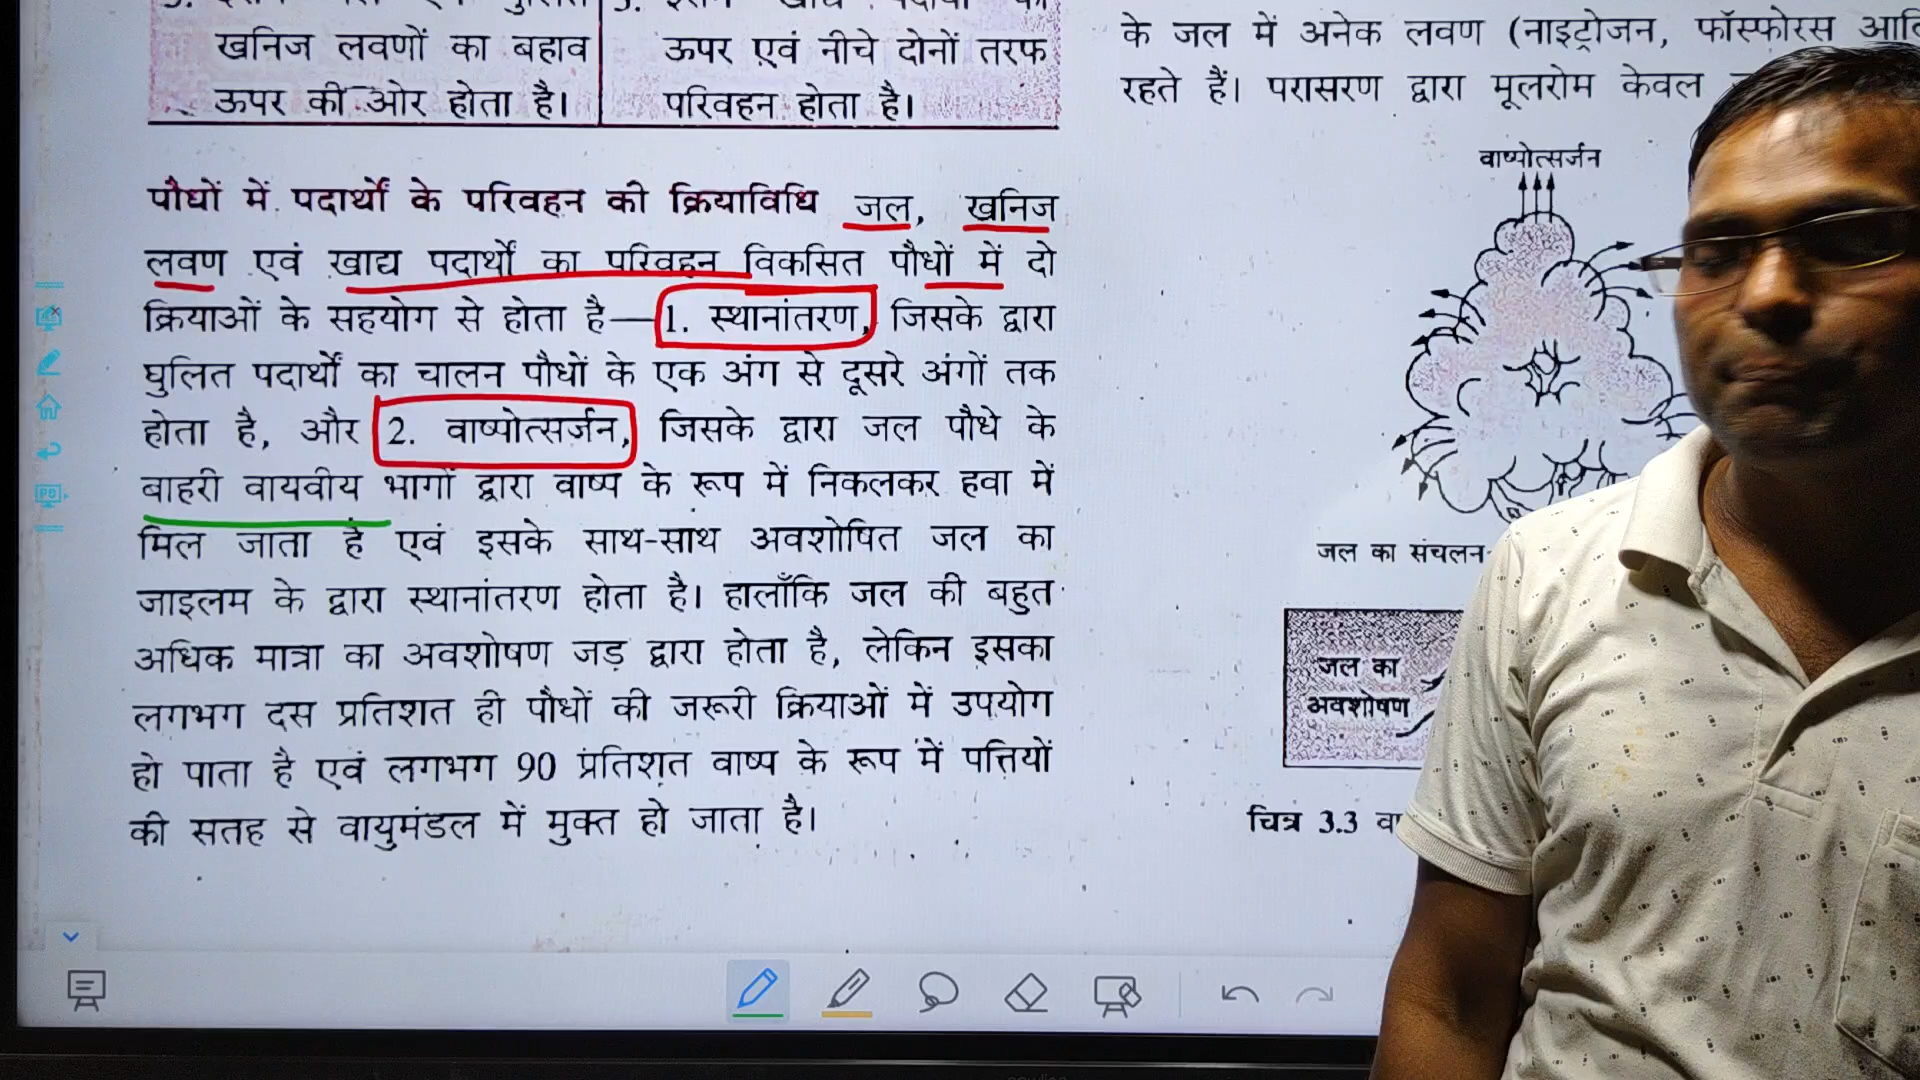 खनिज लवणों का बहाव
ऊपर की ओर होता है।
ऊपर एवं नीचे दोनों तरफ
परिवहन होता है।
पौधों में पदार्थों के परिवहन की क्रियाविधि जल, खनिज
लवण एवं खाद्य पदार्थों का परिवहन विकसित पौधों में दो
क्रियाओं के सहयोग से होता है—1. स्थानांतरण, जिसके द्वारा
घुलित पदार्थों का चालन पौधों के एक अंग से दूसरे अंगों तक
होता है, और 2. वाष्पोत्सर्जन, जिसके द्वारा जल पौधे के
बाहरी वायवीय भागों द्वारा वाष्प के रूप में निकलकर हवा में
मिल जाता है एवं इसके साथ-साथ अवशोषित जल का
जाइलम के द्वारा स्थानांतरण होता है। हालाँकि जल की बहुत
अधिक मात्रा का अवशोषण जड़ द्वारा होता है, लेकिन इसका
लगभग दस प्रतिशत ही पौधों की जरूरी क्रियाओं में उपयोग
हो पाता है एवं लगभग 90 प्रतिशत वाष्प के रूप में पत्तियों
की सतह से वायुमंडल में मुक्त हो जाता है।
के जल में अनेक लवण (नाइट्रोजन, फॉस्फोरस
रहते हैं। परासरण द्वारा मूलरोम केवल
वाष्पोत्सर्जन
जल का संचलन
जल का
अवशोषण
चित्र 3.3